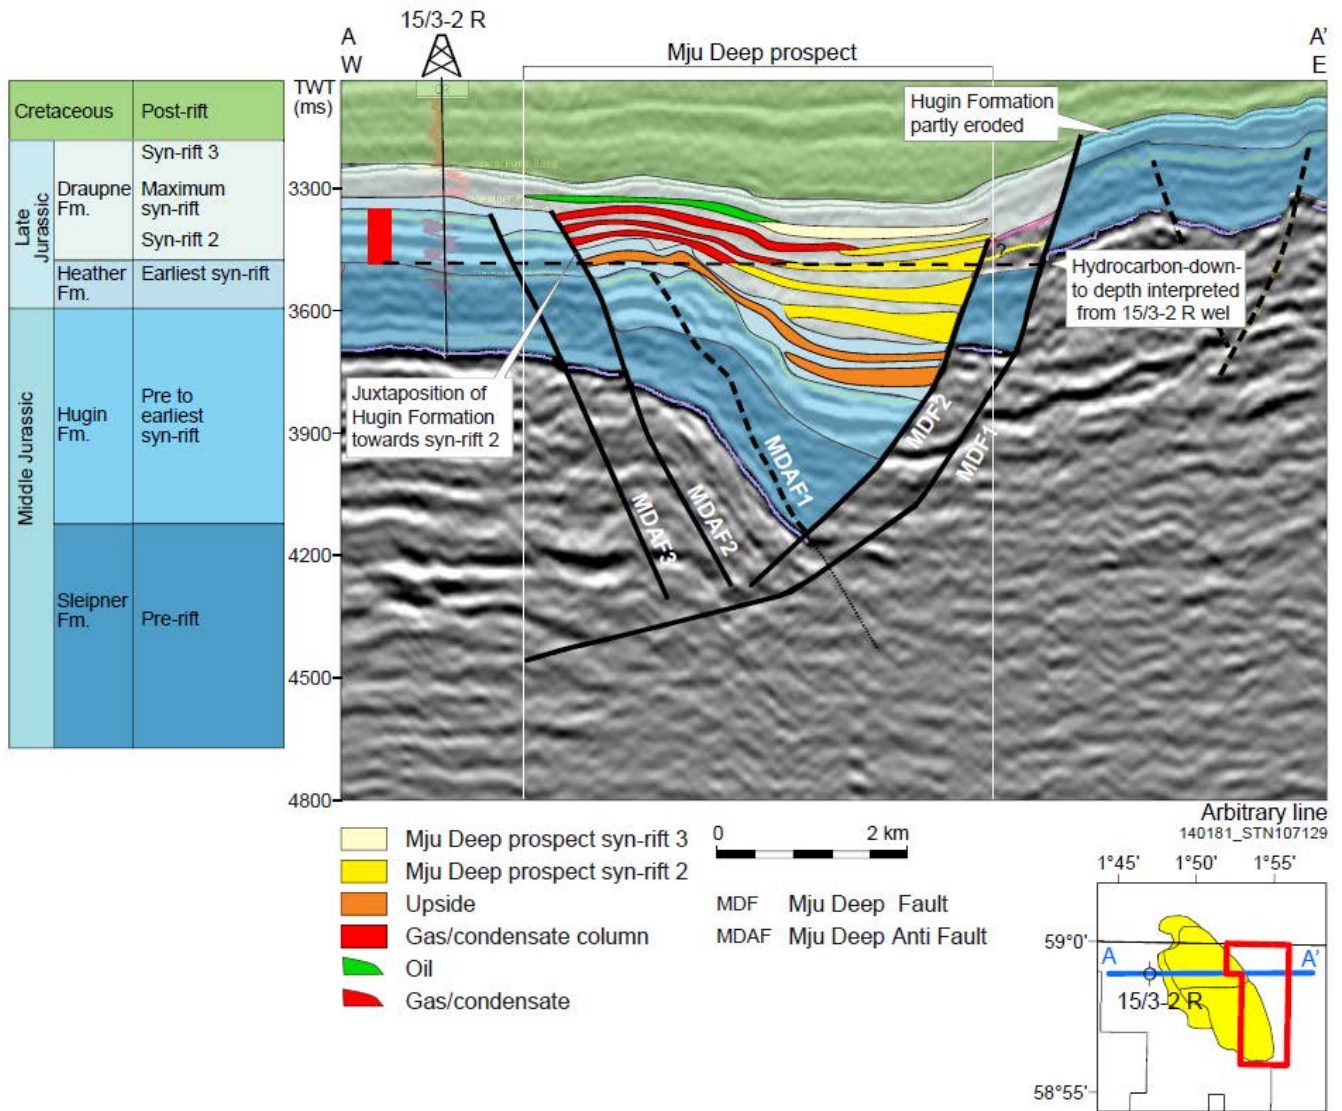 15/3-2 R
A
W
Mju Deep prospect
A'
E
Cretaceous
Post-rift
Late
Jurassic
Draupne
Fm.
Syn-rift 3
Maximum
syn-rift
Syn-rift 2
Heather
Fm.
Earliest syn-rift
Middle Jurassic
Hugin
Fm.
Pre to
earliest
syn-rift
Sleipner
Fm.
Pre-rift
TWT
(ms)
3300
3600
3900
4200
4500
4800
Hugin Formation
partly eroded
?
Hydrocarbon-down-
to depth interpreted
from 15/3-2 R wel
Juxtaposition of
Hugin Formation
towards syn-rift 2
MDAF3
MDAF2
MDAF1
MDF2
MDF1
Mju Deep prospect syn-rift 3
Mju Deep prospect syn-rift 2
Upside
Gas/condensate column
Oil
Gas/condensate
0
2 km
MDF Mju Deep Fault
MDAF Mju Deep Anti Fault
Arbitrary line
140181_STN107129
1°45'
1°50'
1°55'
59°0'
A
A'
15/3-2 R
58°55'